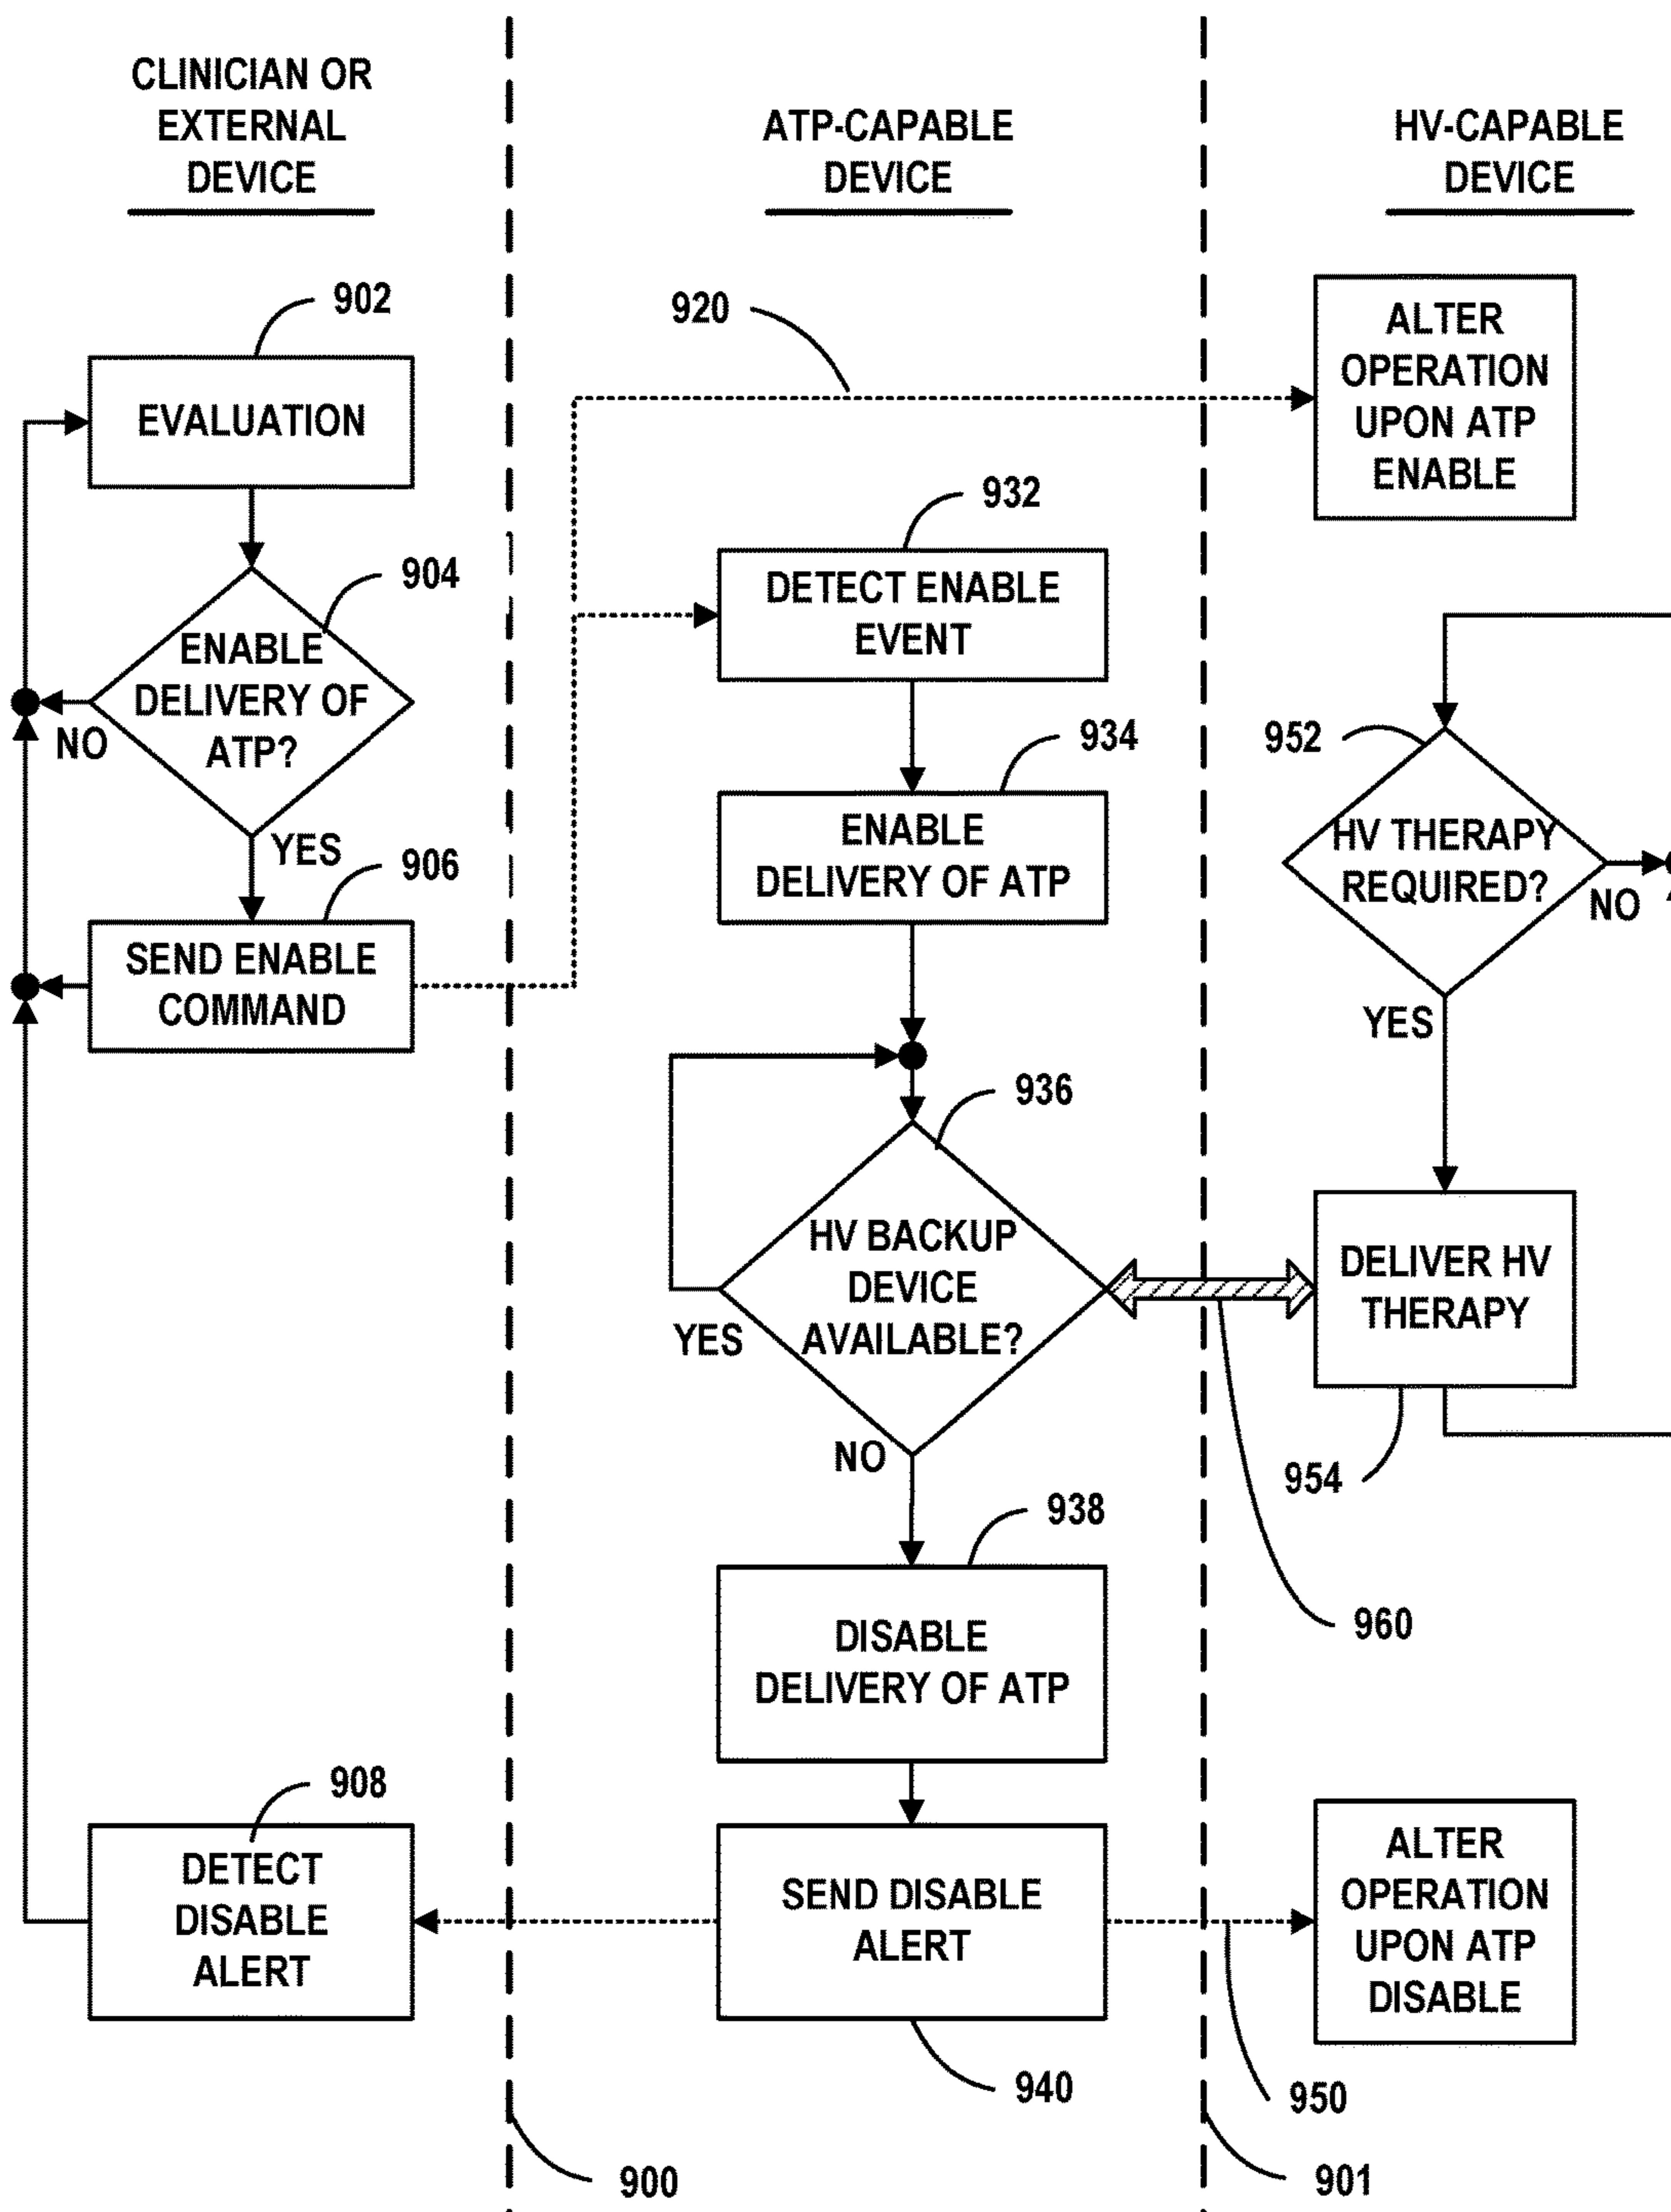 CLINICIAN OR
EXTERNAL
DEVICE
902
EVALUATION
904
ENABLE
DELIVERY OF
ATP?
NO
YES
906
SEND ENABLE
COMMAND
908
DETECT
DISABLE
ALERT
900
ATP-CAPABLE
DEVICE
920
932
DETECT ENABLE
EVENT
934
ENABLE
DELIVERY OF ATP
936
HV BACKUP
DEVICE
AVAILABLE?
YES
NO
938
DISABLE
DELIVERY OF ATP
SEND DISABLE
ALERT
940
HV-CAPABLE
DEVICE
ALTER
OPERATION
UPON ATP
ENABLE
952
HV THERAPY
REQUIRED?
NO
YES
DELIVER HV
THERAPY
954
960
ALTER
OPERATION
UPON ATP
DISABLE
950
901